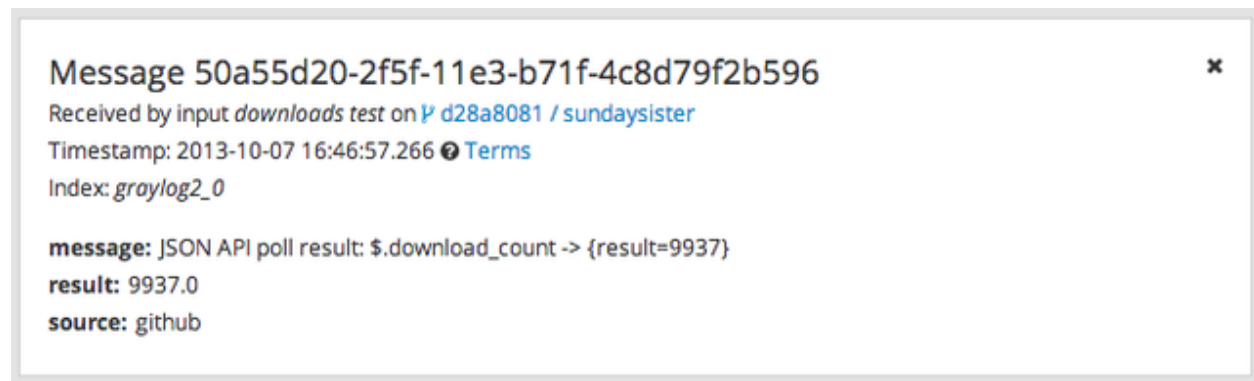 Message 50a55d20-2f5f-11e3-b71f-4c8d79f2b596
Received by input downloads test on d28a8081 / sundaysister
Timestamp: 2013-10-07 16:46:57.266 Terms
Index: graylog2_0
message: JSON API poll result: $.download_count -> {result=9937}
result: 9937.0
source: github